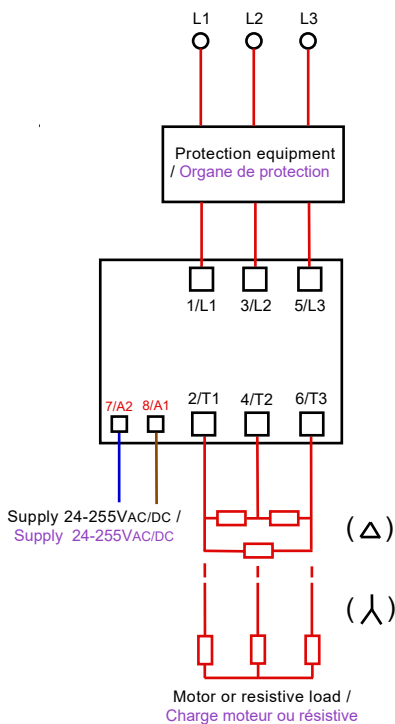 L1 L2 L3
Protection equipment
/ Organe de protection
1/L1 3/L2 5/L3
2/T1 4/T2 6/T3
7/A2 8/A1
Supply 24-255VAC/DC /
Supply 24-255VAC/DC
(△)
(⅄)
Motor or resistive load /
Charge moteur ou résistive